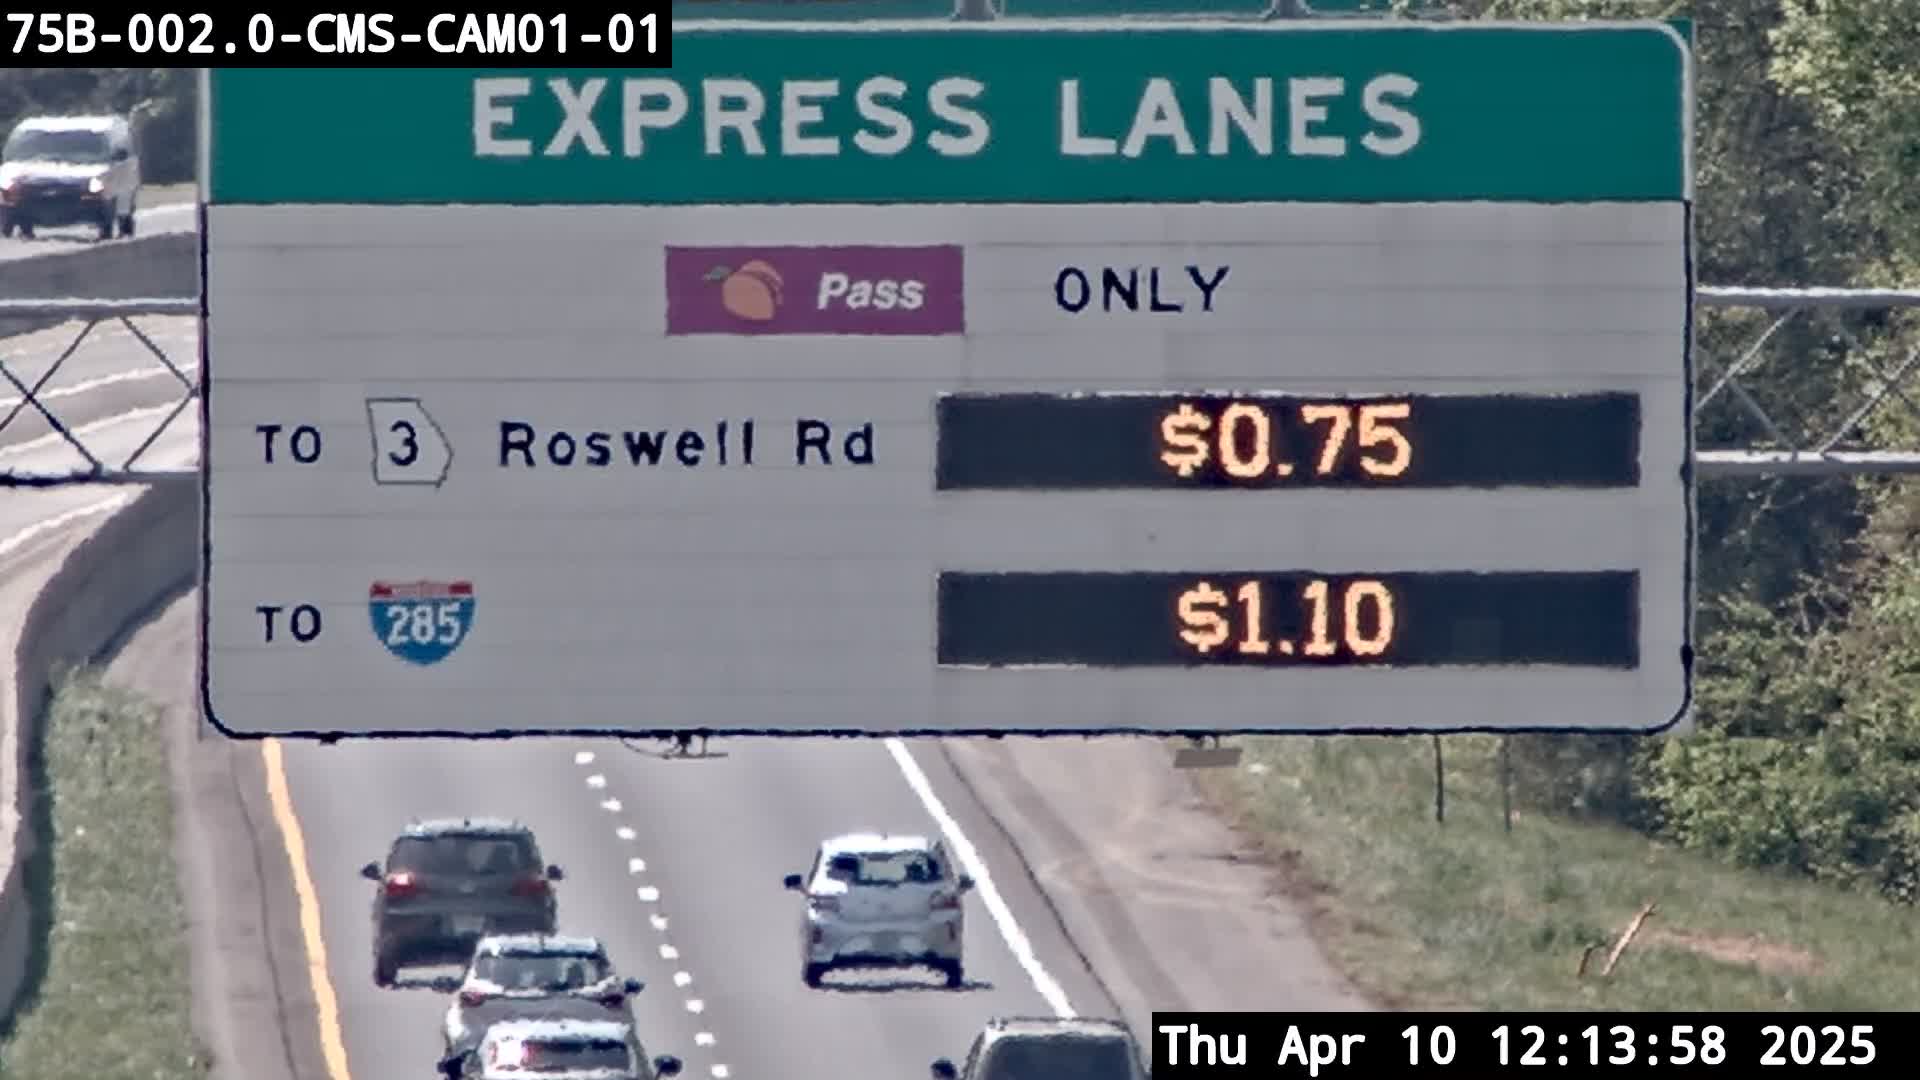 75B-002.0-CMS-CAM01-01
EXPRESS LANES
Pass ONLY
TO 3 Roswell Rd $0.75
TO 285 $1.10
Thu Apr 10 12:13:58 2025